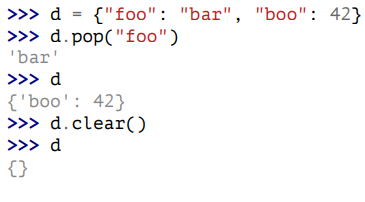 >>> d = {"foo": "bar", "boo": 42}
>>> d.pop("foo")
'bar'
>>> d
{'boo': 42}
>>> d.clear()
>>> d
{}